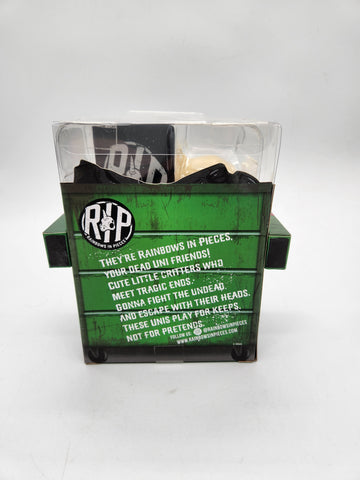 R!P
R!P
RAINBOWS IN PIECES
THEY'RE RAINBOWS IN PIECES.
YOUR DEAD UNI FRIENDS!
CUTE LITTLE CRITTERS WHO
MEET TRAGIC ENDS.
GONNA FIGHT THE UNDEAD
AND ESCAPE WITH THEIR HEADS.
THESE UNIS PLAY FOR KEEPS.
NOT FOR PRETENDS.
FOLLOW US @RAINBOWSINPIECES
WWW.RAINBOWSINPIECES.COM